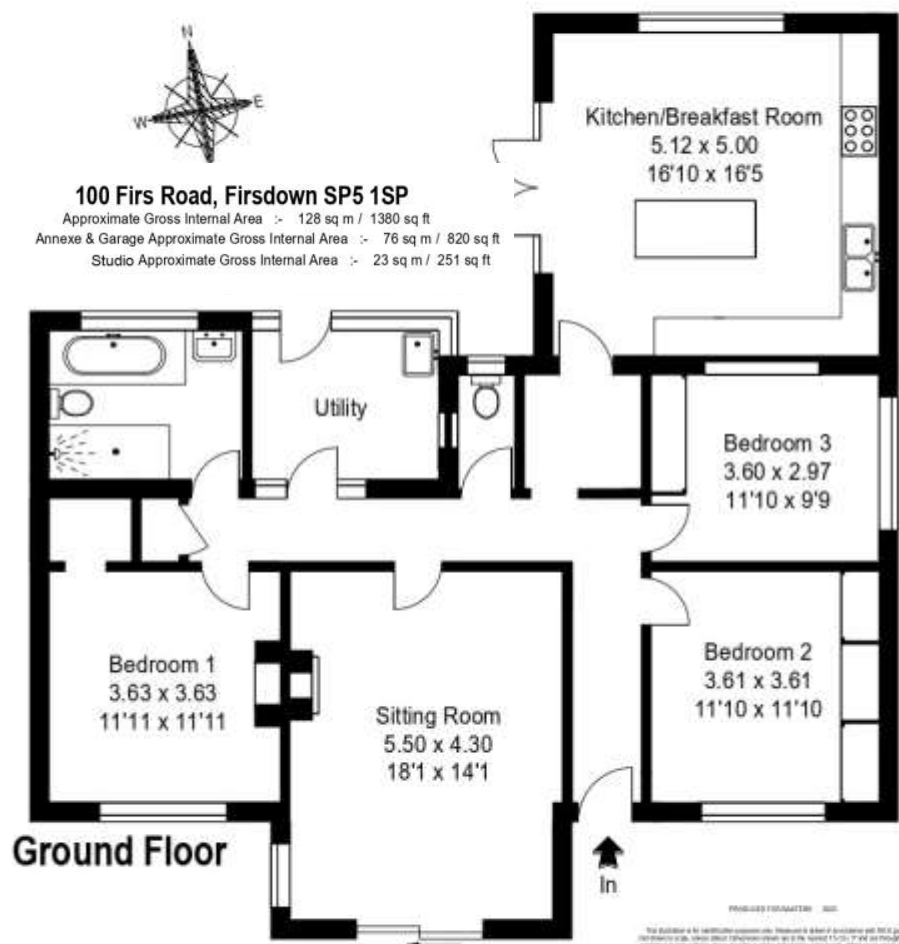 N
W
E
100 Firs Road, Firsdown SP5 1SP
Approximate Gross Internal Area :- 128 sq m / 1380 sq ft
Annexe & Garage Approximate Gross Internal Area :- 76 sq m / 820 sq ft
Studio Approximate Gross Internal Area :- 23 sq m / 251 sq ft
Kitchen/Breakfast Room
5.12 x 5.00
16'10 x 16'5
Utility
Bedroom 3
3.60 x 2.97
11'10 x 9'9
Bedroom 1
3.63 x 3.63
11'11 x 11'11
Sitting Room
5.50 x 4.30
18'1 x 14'1
Bedroom 2
3.61 x 3.61
11'10 x 11'10
Ground Floor
In